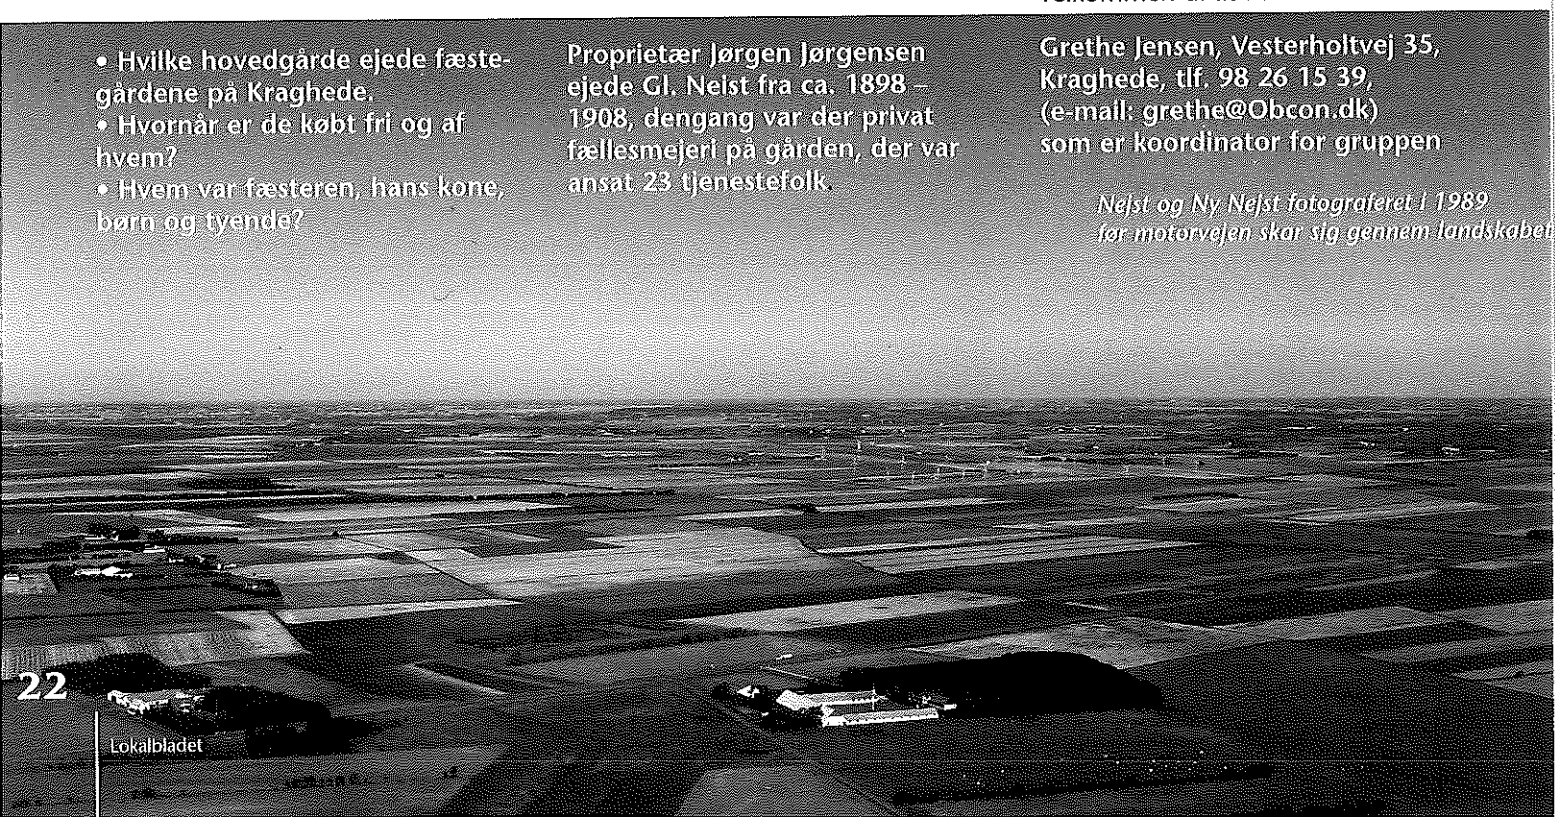 • Hvilke hovedgårde ejede fæste-
gårdene på Kraghede.
• Hvornår er de købt fri og af
hvem?
• Hvem var fæsteren, hans kone,
børn og tyende?
Proprietær Jørgen Jørgensen
ejede Gl. Nejst fra ca. 1898 –
1908, dengang var der privat
fællesmejeri på gården, der var
ansat 23 tjenestefolk.
Grethe Jensen, Vesterholtvej 35,
Kraghede, tlf. 98 26 15 39,
(e-mail: grethe@Obcon.dk)
som er koordinator for gruppen
Nejst og Ny Nejst fotograferet i 1989
før motorvejen skar sig gennem landskabet
22
Lokalbladet